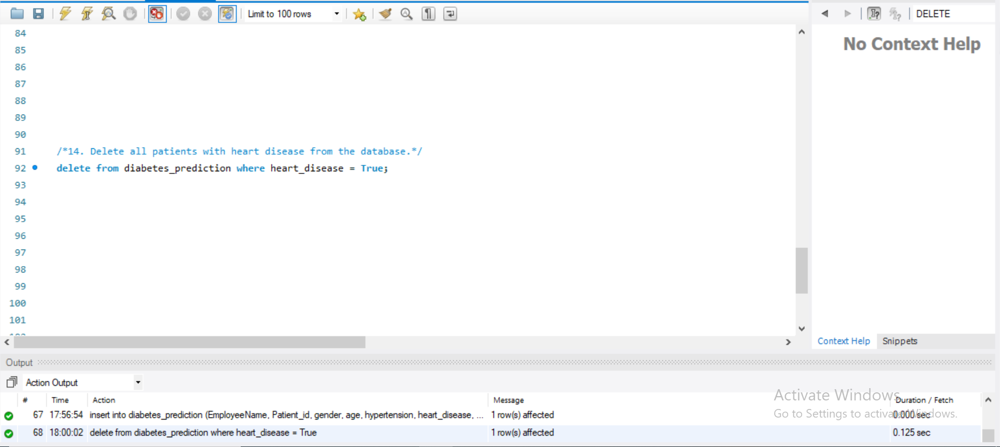 Limit to 100 rows
DELETE
No Context Help
84
85
86
87
88
89
90
91 /*14. Delete all patients with heart disease from the database.*/
92 delete from diabetes_prediction where heart_disease = True;
93
94
95
96
97
98
99
100
101
Context Help Snippets
Output
Action Output
Activate Windows
Go to Settings to activate Windows.
# Time Action Message Duration / Fetch
67 17:56:54 insert into diabetes_prediction (EmployeeName, Patient_id, gender, age, hypertension, heart_disease, ... 1 row(s) affected 0.000 sec
68 18:00:02 delete from diabetes_prediction where heart_disease = True 1 row(s) affected 0.125 sec